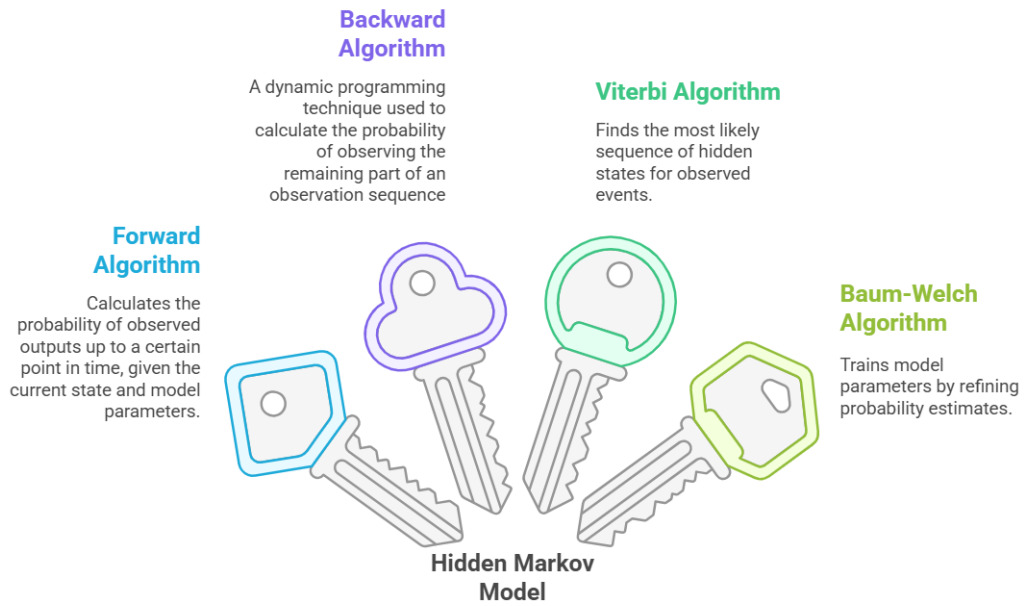 Backward
Algorithm
A dynamic programming
technique used to
calculate the probability
of observing the
remaining part of an
observation sequence
Viterbi Algorithm
Finds the most likely
sequence of hidden
states for observed
events.
Forward
Algorithm
Calculates the
probability of observed
outputs up to a certain
point in time, given the
current state and model
parameters.
Baum-Welch
Algorithm
Trains model
parameters by refining
probability estimates.
Hidden Markov
Model